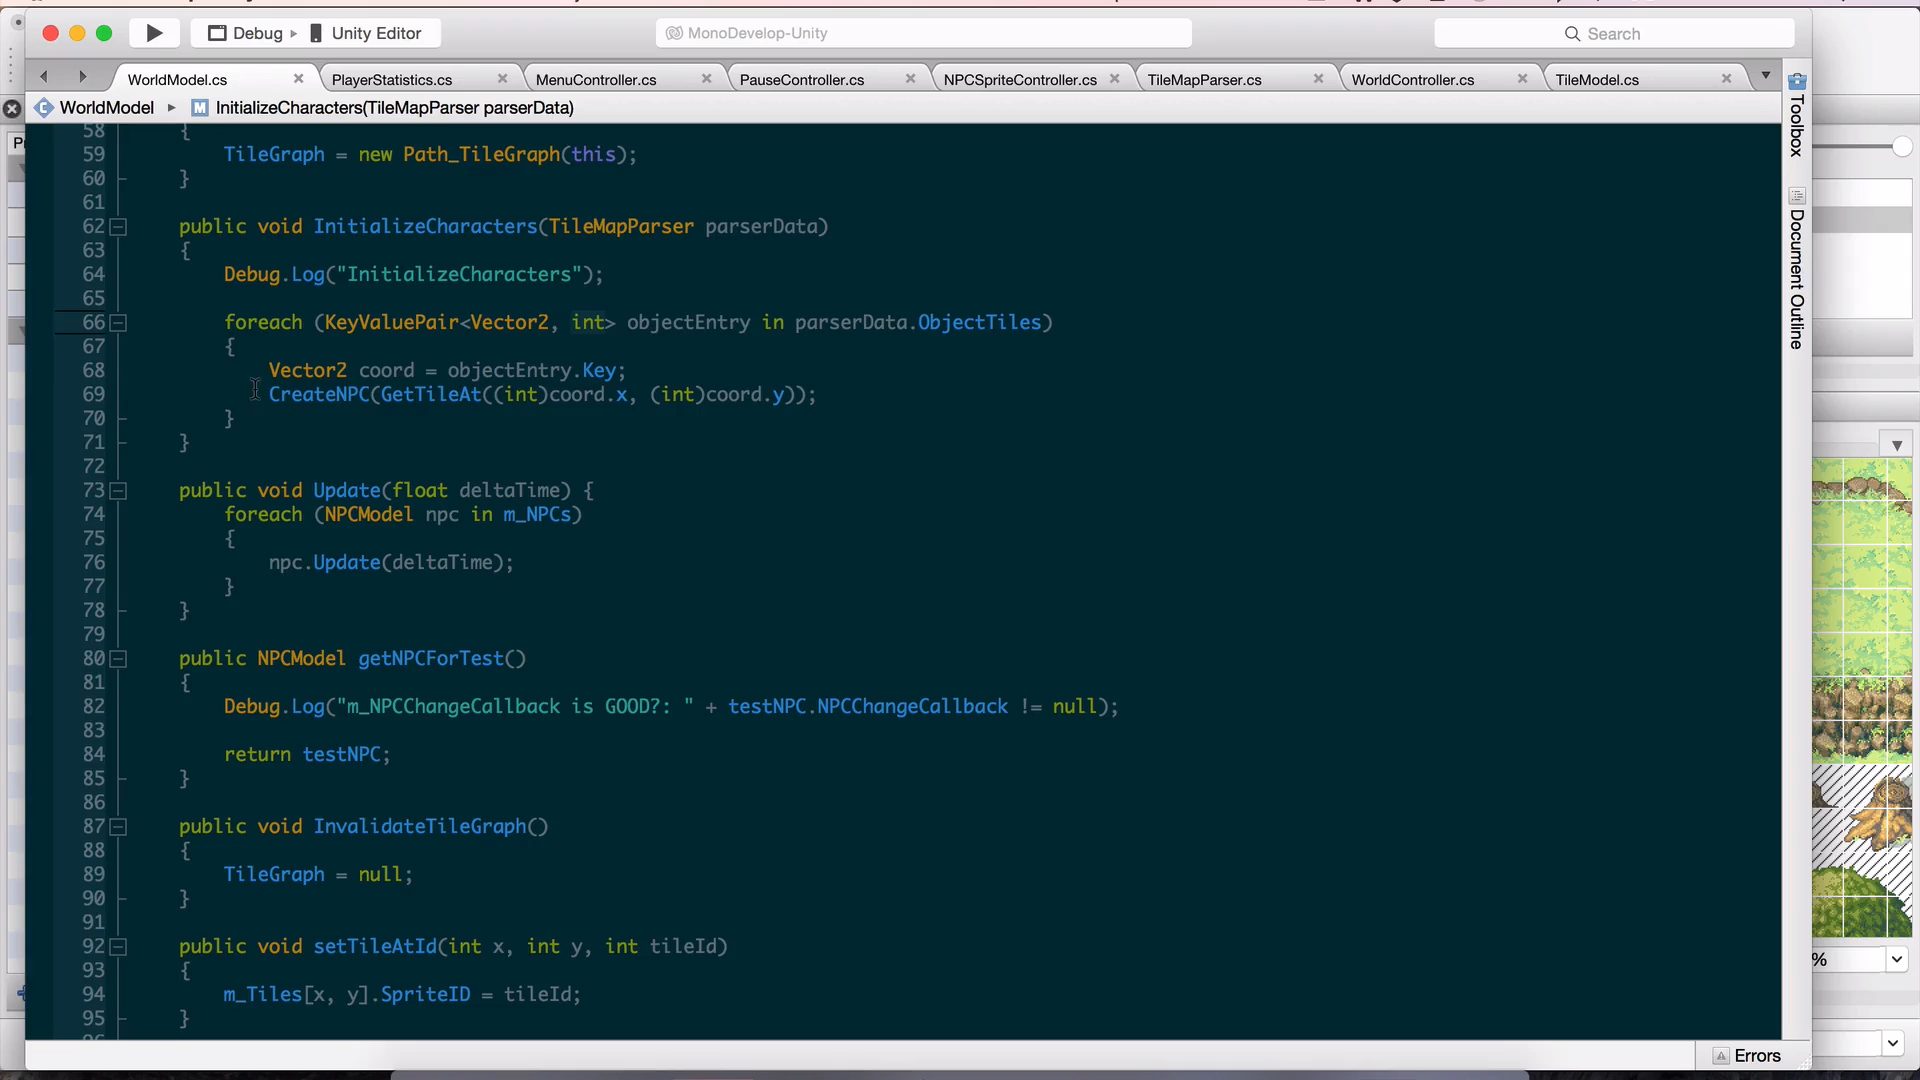 Debug
Unity Editor
MonoDevelop-Unity
Search
WorldModel.cs
PlayerStatistics.cs
MenuController.cs
PauseController.cs
NPCSpriteController.cs
TileMapParser.cs
WorldController.cs
TileModel.cs
WorldModel
M InitializeCharacters(TileMapParser parserData)
58 {
59 TileGraph = new Path_TileGraph(this);
60 }
61
62 public void InitializeCharacters(TileMapParser parserData)
63 {
64 Debug.Log("InitializeCharacters");
65
66 foreach (KeyValuePair<Vector2, int> objectEntry in parserData.ObjectTiles)
67 {
68 Vector2 coord = objectEntry.Key;
69 CreateNPC(GetTileAt((int)coord.x, (int)coord.y));
70 }
71 }
72
73 public void Update(float deltaTime) {
74 foreach (NPCModel npc in m_NPCs)
75 {
76 npc.Update(deltaTime);
77 }
78 }
79
80 public NPCModel getNPCForTest()
81 {
82 Debug.Log("m_NPCChangeCallback is GOOD?: " + testNPC.NPCChangeCallback != null);
83
84 return testNPC;
85 }
86
87 public void InvalidateTileGraph()
88 {
89 TileGraph = null;
90 }
91
92 public void setTileAtId(int x, int y, int tileId)
93 {
94 m_Tiles[x, y].SpriteID = tileId;
95 }
Toolbox
Document Outline
%
Errors